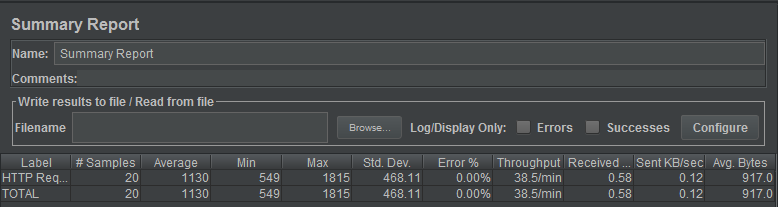 Summary Report
Name: Summary Report
Comments:
Write results to file / Read from file
Filename Browse... Log/Display Only: Errors Successes Configure
Label # Samples Average Min Max Std. Dev. Error % Throughput Received ... Sent KB/sec Avg. Bytes
HTTP Req... 20 1130 549 1815 468.11 0.00% 38.5/min 0.58 0.12 917.0
TOTAL 20 1130 549 1815 468.11 0.00% 38.5/min 0.58 0.12 917.0